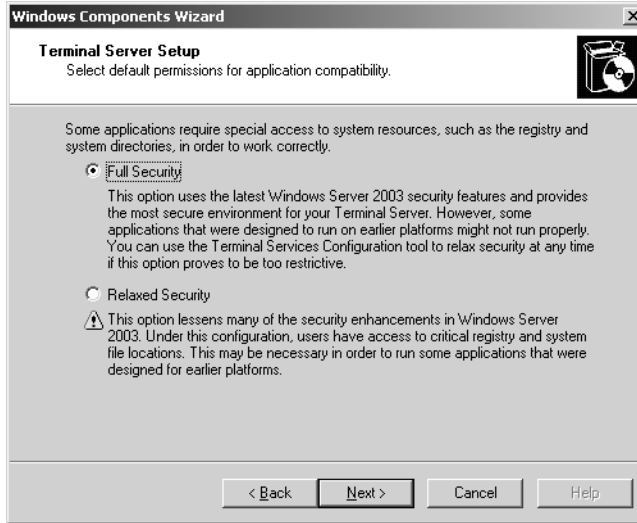 Windows Components Wizard
Terminal Server Setup
Select default permissions for application compatibility.
Some applications require special access to system resources, such as the registry and
system directories, in order to work correctly.
Full Security
This option uses the latest Windows Server 2003 security features and provides
the most secure environment for your Terminal Server. However, some
applications that were designed to run on earlier platforms might not run properly.
You can use the Terminal Services Configuration tool to relax security at any time
if this option proves to be too restrictive.
Relaxed Security
This option lessens many of the security enhancements in Windows Server
2003. Under this configuration, users have access to critical registry and system
file locations. This may be necessary in order to run some applications that were
designed for earlier platforms.
< Back Next > Cancel Help